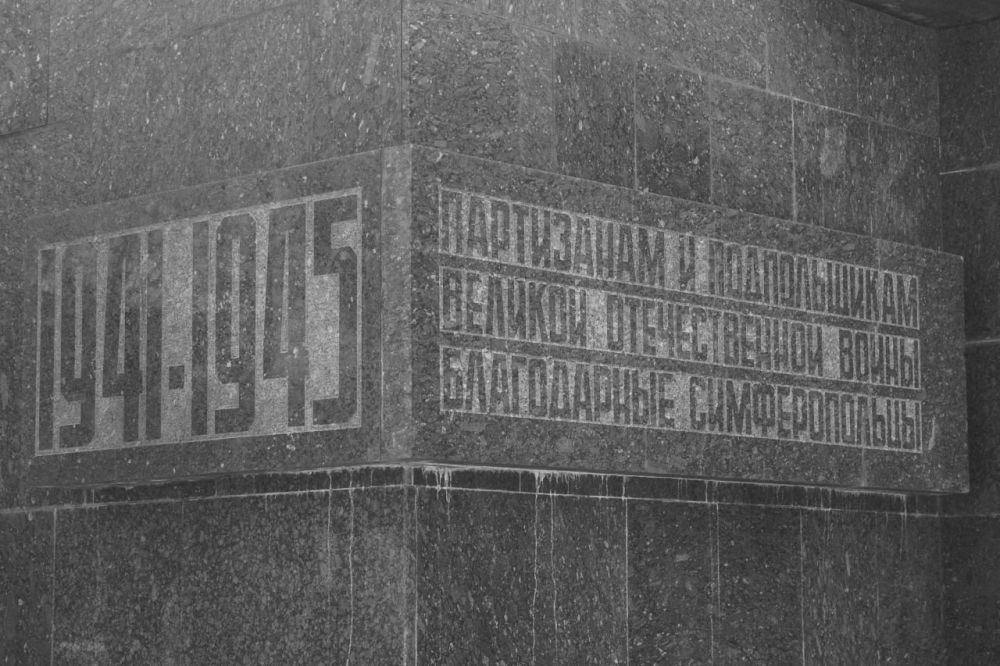 1941·1945
ПАРТИЗАНАМ И ПОДПОЛЬЩИКАМ
ВЕЛИКОЙ ОТЕЧЕСТВЕННОЙ ВОЙНЫ
БЛАГОДАРНЫЕ СИМФЕРОПОЛЬЦЫ